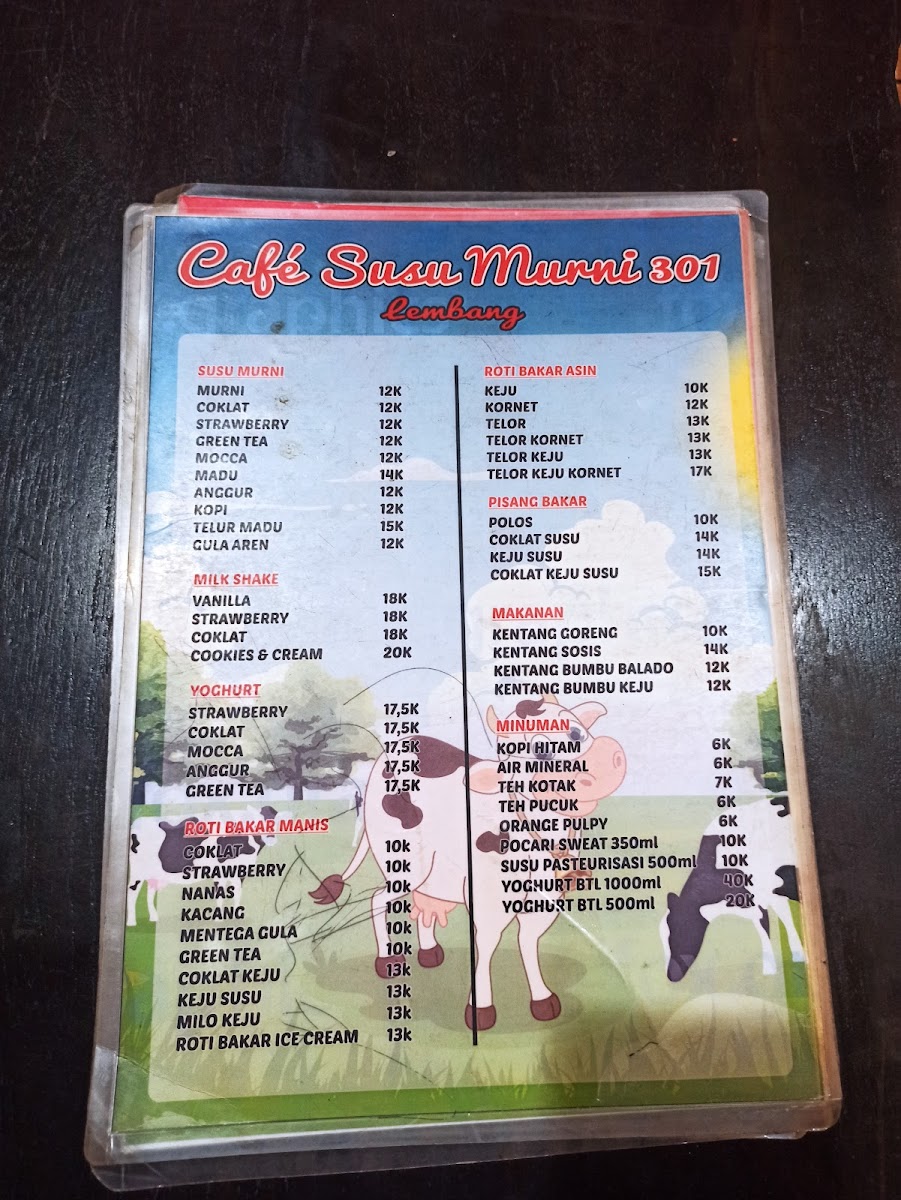 Café Susu Murni 301
Lembang
SUSU MURNI
MURNI 12K
COKLAT 12K
STRAWBERRY 12K
GREEN TEA 12K
MOCCA 12K
MADU 14K
ANGGUR 12K
KOPI 12K
TELUR MADU 15K
GULA AREN 12K
MILK SHAKE
VANILLA 18K
STRAWBERRY 18K
COKLAT 18K
COOKIES & CREAM 20K
YOGHURT
STRAWBERRY 17,5K
COKLAT 17,5K
MOCCA 17,5K
ANGGUR 17,5K
GREEN TEA 17,5K
ROTI BAKAR MANIS
COKLAT 10k
STRAWBERRY 10k
NANAS 10k
KACANG 10k
MENTEGA GULA 10k
GREEN TEA 10k
COKLAT KEJU 13k
KEJU SUSU 13k
MILO KEJU 13k
ROTI BAKAR ICE CREAM 13k
ROTI BAKAR ASIN
KEJU 10K
KORNET 12K
TELOR 13K
TELOR KORNET 13K
TELOR KEJU 13K
TELOR KEJU KORNET 17K
PISANG BAKAR
POLOS 10K
COKLAT SUSU 14K
KEJU SUSU 14K
COKLAT KEJU SUSU 15K
MAKANAN
KENTANG GORENG 10K
KENTANG SOSIS 14K
KENTANG BUMBU BALADO 12K
KENTANG BUMBU KEJU 12K
MINUMAN
KOPI HITAM 6K
AIR MINERAL 6K
TEH KOTAK 7K
TEH PUCUK 6K
ORANGE PULPY 6K
POCARI SWEAT 350ml 10K
SUSU PASTEURISASI 500ml 10K
YOGHURT BTL 1000ml 40K
YOGHURT BTL 500ml 20K